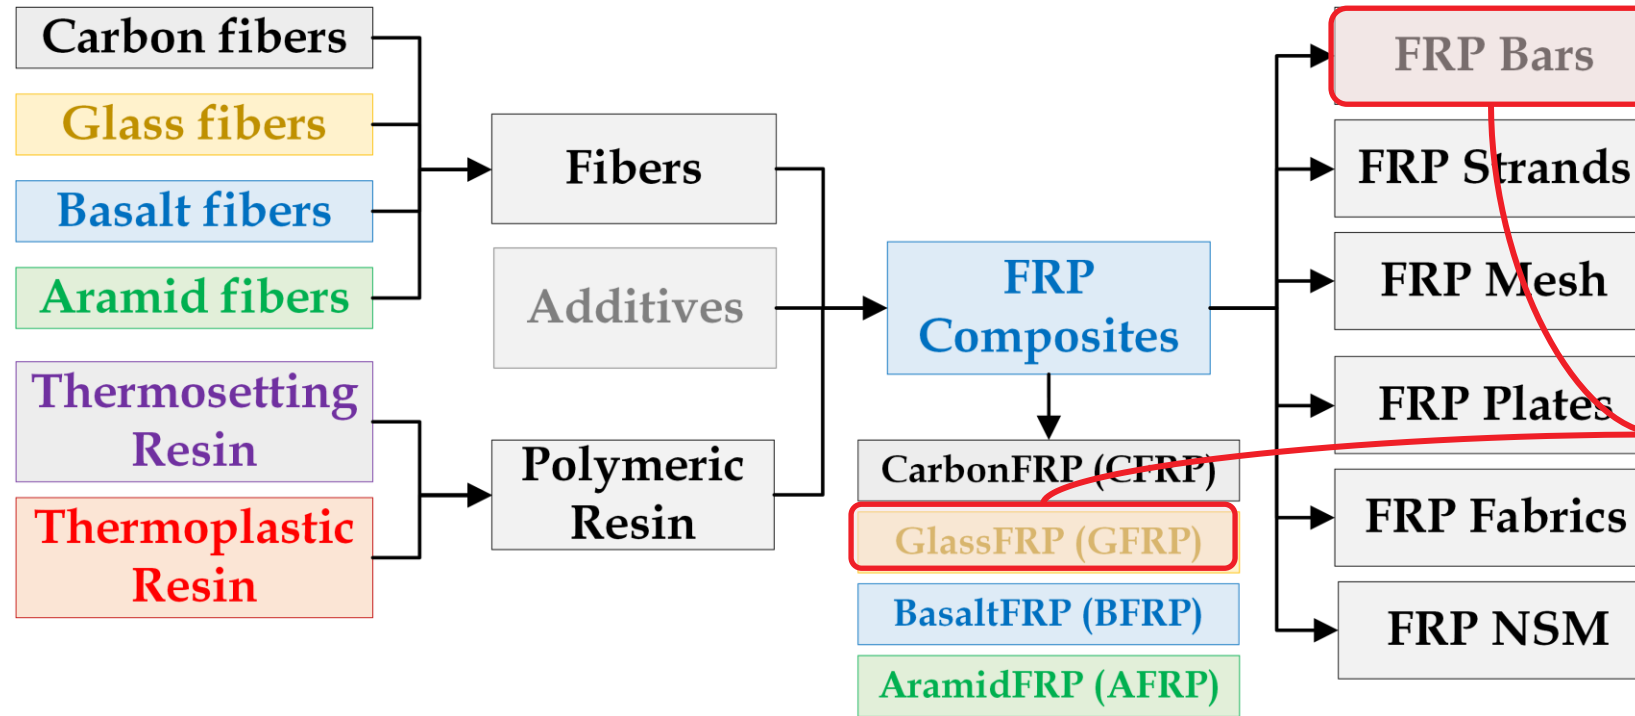 Carbon fibers
Glass fibers
Basalt fibers
Aramid fibers
Thermosetting
Resin
Thermoplastic
Resin
Fibers
Additives
Polymeric
Resin
FRP
Composites
CarbonFRP (CFRP)
GlassFRP (GFRP)
BasaltFRP (BFRP)
AramidFRP (AFRP)
FRP Bars
FRP Strands
FRP Mesh
FRP Plates
FRP Fabrics
FRP NSM